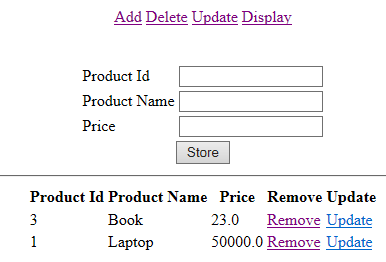 Add Delete Update Display
Product Id
Product Name
Price
Store
Product Id Product Name Price Remove Update
3 Book 23.0 Remove Update
1 Laptop 50000.0 Remove Update